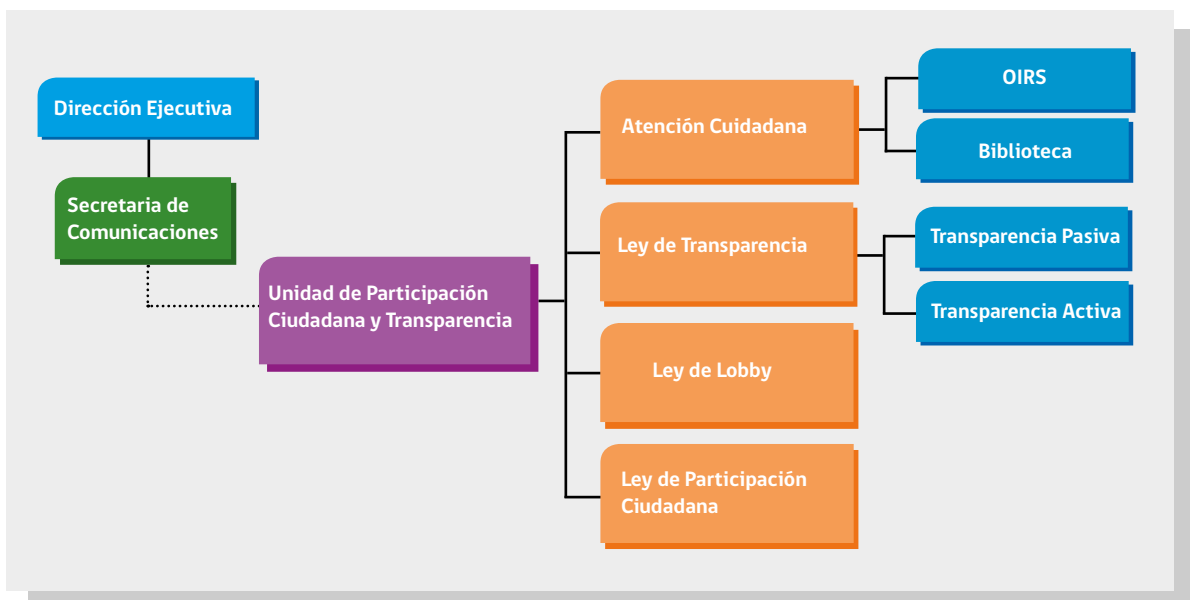 Dirección Ejecutiva
Secretaria de
Comunicaciones
Unidad de Participación
Ciudadana y Transparencia
Atención Cuidadana
OIRS
Biblioteca
Ley de Transparencia
Transparencia Pasiva
Transparencia Activa
Ley de Lobby
Ley de Participación
Ciudadana